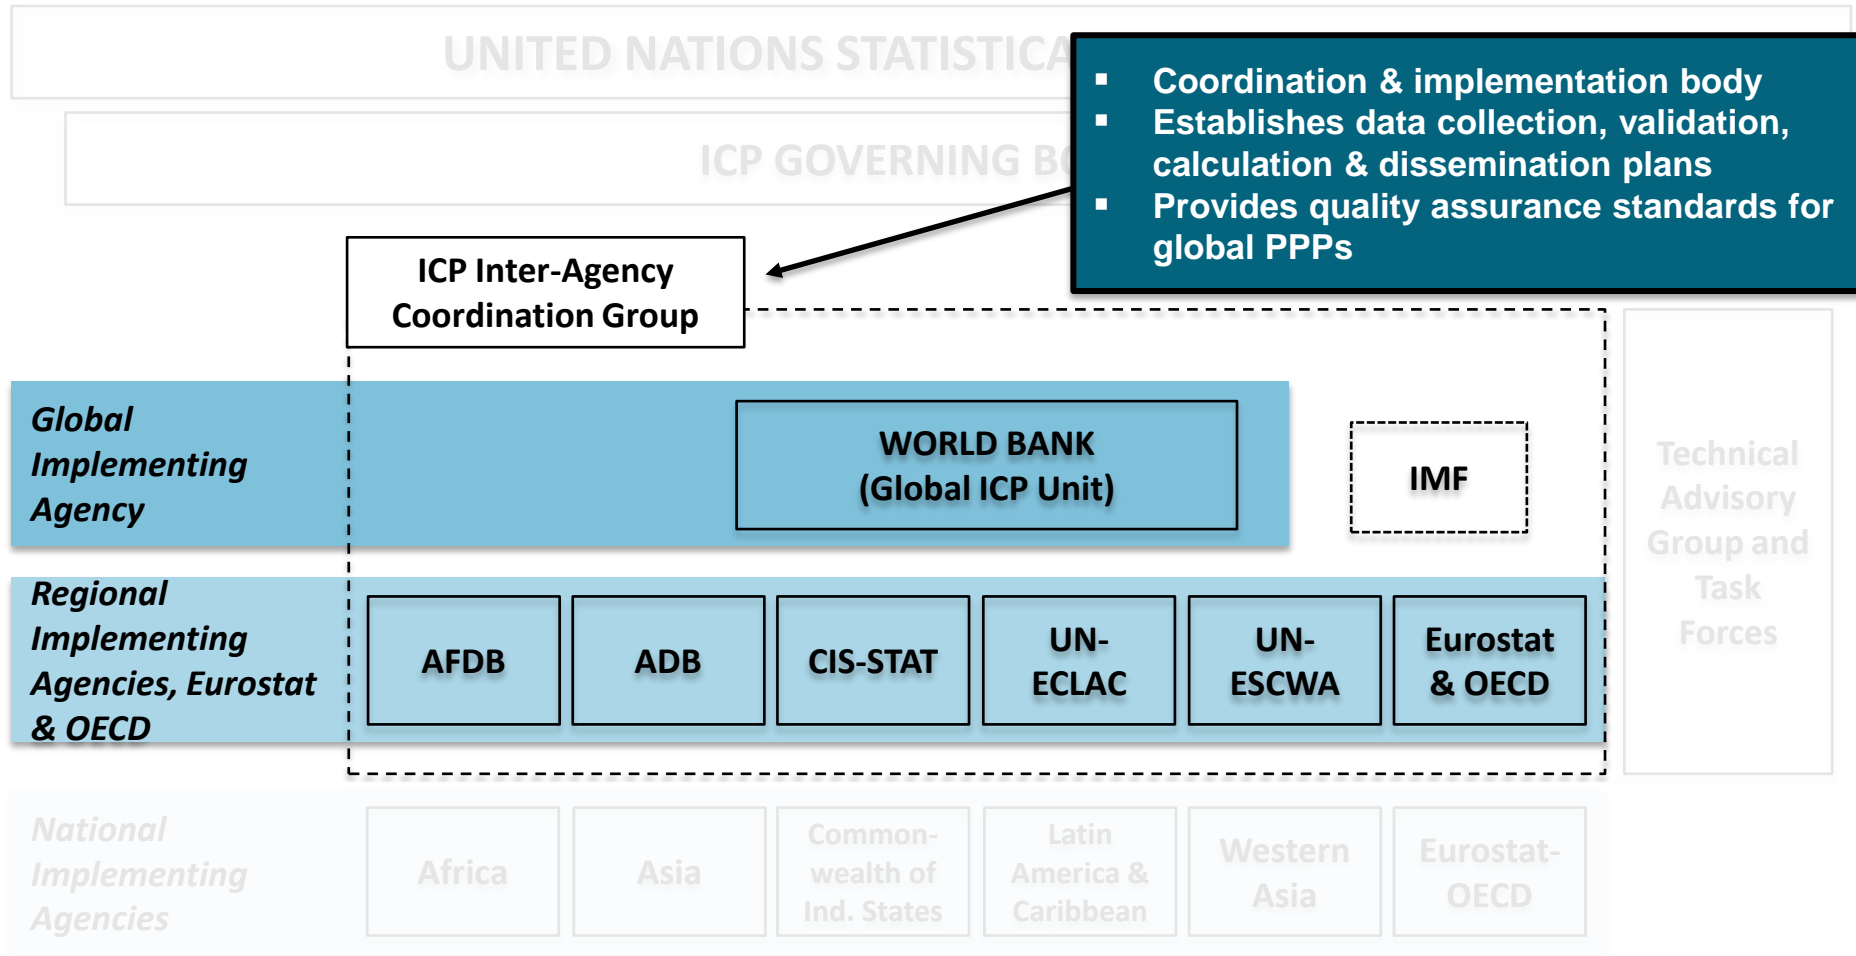 UNITED NATIONS STATISTICA
ICP GOVERNING
▪ Coordination & implementation body
▪ Establishes data collection, validation,
calculation & dissemination plans
▪ Provides quality assurance standards for
global PPPs
ICP Inter-Agency
Coordination Group
Global
Implementing
Agency
WORLD BANK
(Global ICP Unit)
IMF
Technical
Advisory
Group and
Task
Forces
Regional
Implementing
Agencies, Eurostat
& OECD
AFDB
ADB
CIS-STAT
UN-
ECLAC
UN-
ESCWA
Eurostat
& OECD
National
Implementing
Agencies
Africa
Asia
Common-
wealth of
Ind. States
Latin
America &
Caribbean
Western
Asia
Eurostat-
OECD